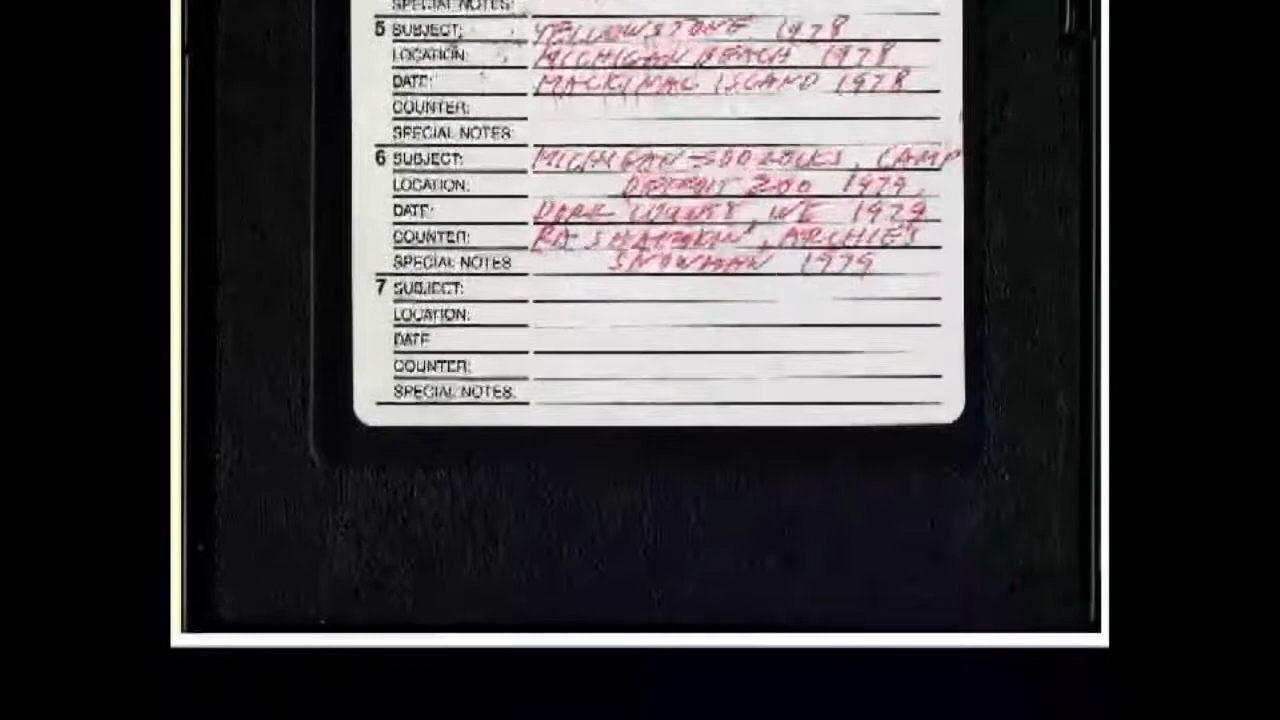 SPECIAL NOTES:
5 SUBJECT: YELLOWSTONE 1978
LOCATION: MICHIGAN BEACH 1978
DATE: MACKINAC ISLAND 1978
COUNTER:
SPECIAL NOTES:
6 SUBJECT: MICHIGAN-SOO LOCKS, CAMP
LOCATION: DETROIT ZOO 1979,
DATE: 1979
COUNTER: ARCHIE'S
SPECIAL NOTES SNOWMAN 1979
7 SUBJECT:
LOCATION:
DATE
COUNTER:
SPECIAL NOTES: